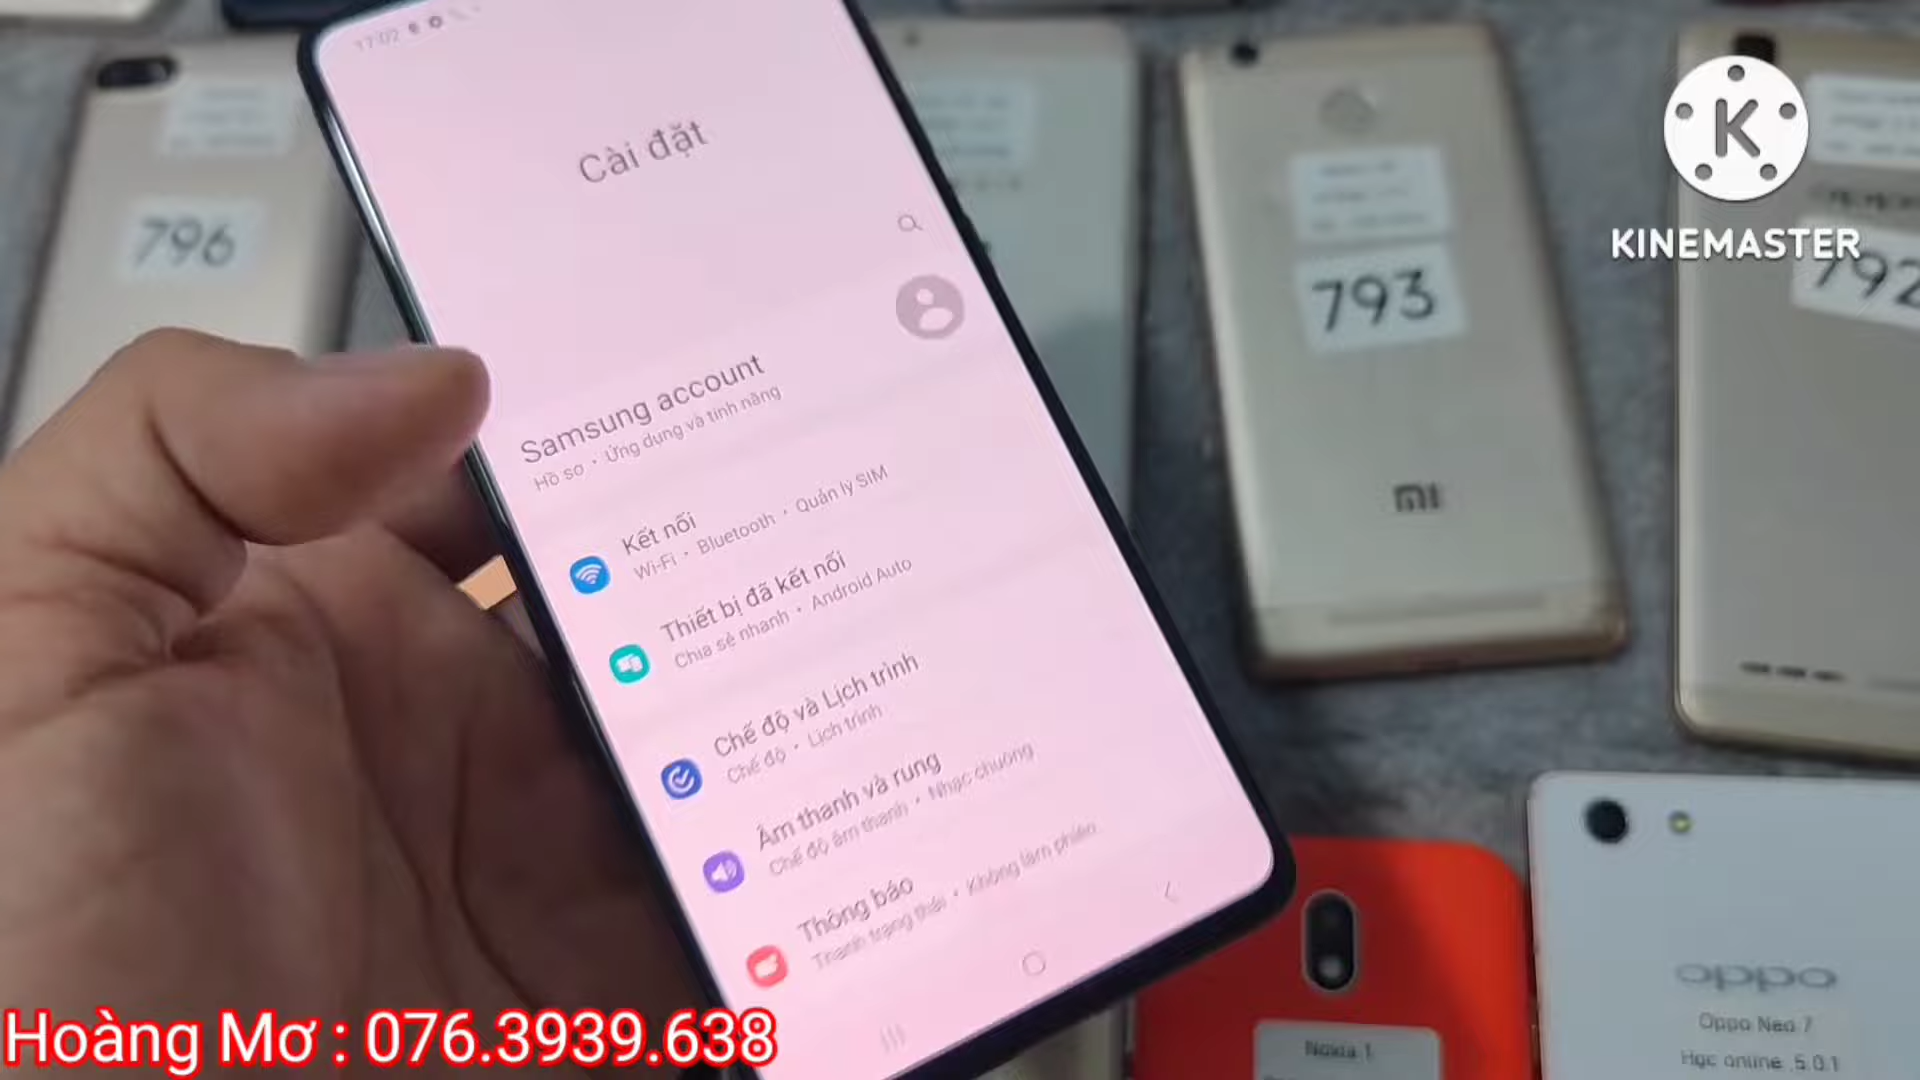 17:02
Cài đặt
Samsung account
Hồ sơ • Ứng dụng và tính năng
Kết nối
Wi-Fi • Bluetooth • Quản lý SIM
Thiết bị đã kết nối
Chia sẻ nhanh • Android Auto
Chế độ và Lịch trình
Chế độ • Lịch trình
Âm thanh và rung
Chế độ âm thanh • Nhạc chuông
Thông báo
Thanh trạng thái • Không làm phiền
796
793
MI
K
KINEMASTER
792
oppo
Oppo Neo 7
Học online 5.0.1
Nokia 1
Hoàng Mơ : 076.3939.638